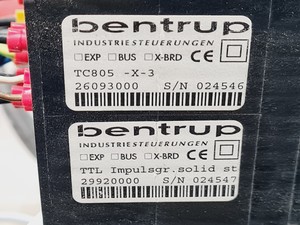 bentrup
INDUSTRIESTEUERUNGEN
□ EXP □ BUS □ X-BRD CE
TC805 -X-3
26093000 S/N 024546
bentrup
INDUSTRIESTEUERUNGEN
□ EXP □ BUS □ X-BRD CE
TTL Impulsgr.solid st
29920000 S/N 024547